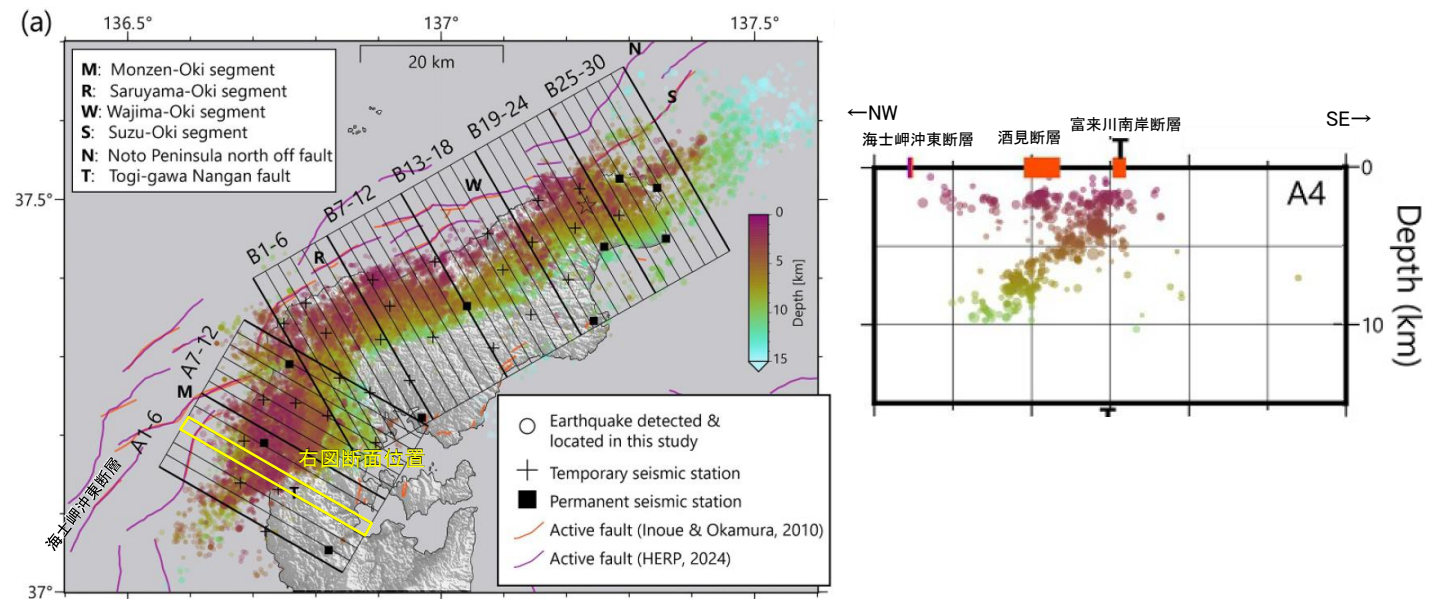 (a)
136.5°
137°
137.5°
M: Monzen-Oki segment
R: Saruyama-Oki segment
W: Wajima-Oki segment
S: Suzu-Oki segment
N: Noto Peninsula north off fault
T: Togi-gawa Nangan fault
20 km
N
S
B25-30
B19-24
B13-18
B7-12
B1-6
W
R
37.5°
0
5
10
15
Depth [km]
A7-12
M
A1-6
右図断面位置
T
海士岬沖東断層
37°
Earthquake detected &
located in this study
Temporary seismic station
Permanent seismic station
Active fault (Inoue & Okamura, 2010)
Active fault (HERP, 2024)
←NW
SE→
海士岬沖東断層
酒見断層
富来川南岸断層
T
A4
0
10
Depth (km)
T